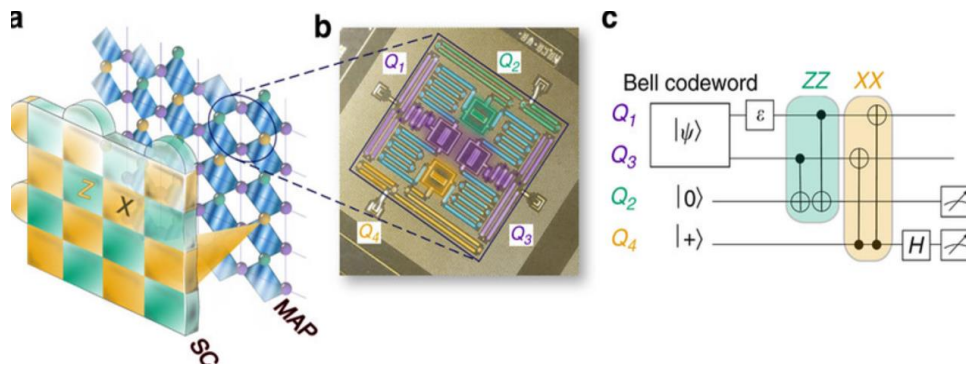 a
b
c
Z
X
SC
MAP
Q1
Q2
Q4
Q3
Bell codeword
ZZ
XX
Q1
|ψ⟩
ε
Q3
Q2
|0⟩
Q4
|+⟩
H